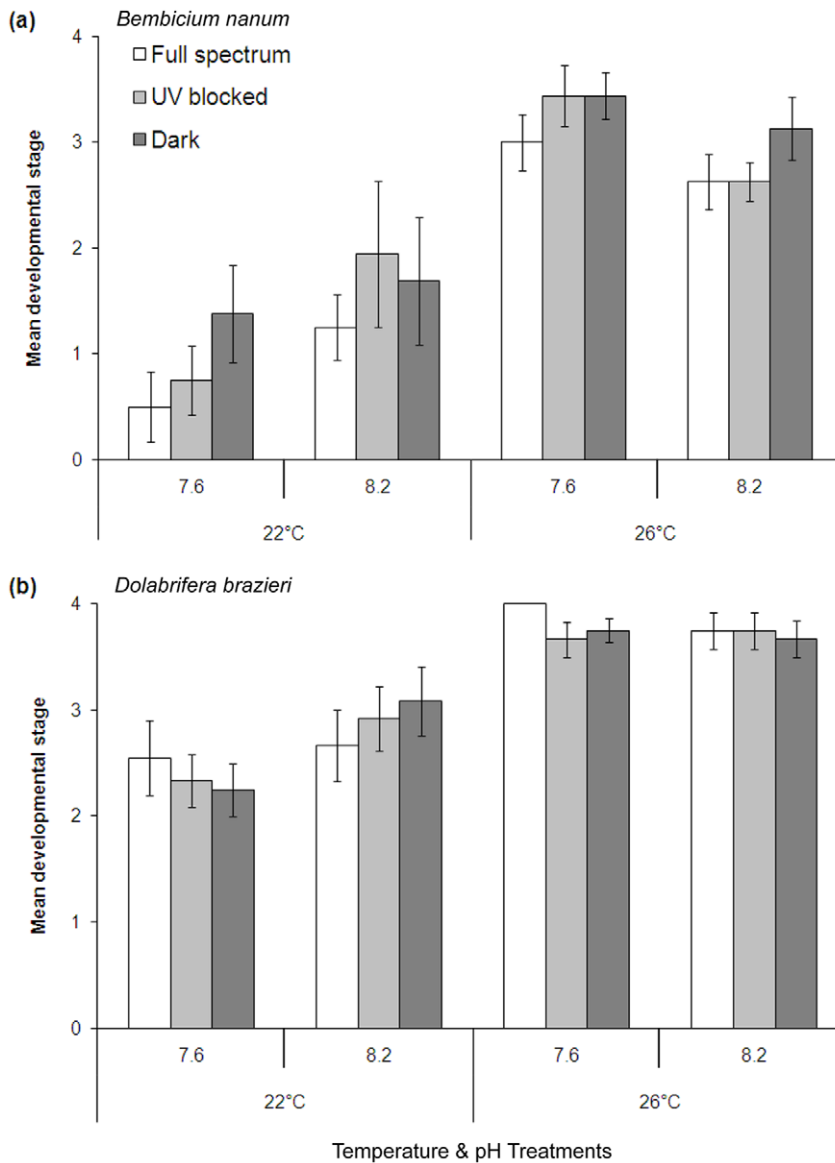 (a) Bembicium nanum
4
Full spectrum
UV blocked
Dark
3
2
1
0
Mean developmental stage
7.6 8.2 7.6 8.2
22°C 26°C
(b) Dolabrifera brazieri
4
3
2
1
0
Mean developmental stage
7.6 8.2 7.6 8.2
22°C 26°C
Temperature & pH Treatments